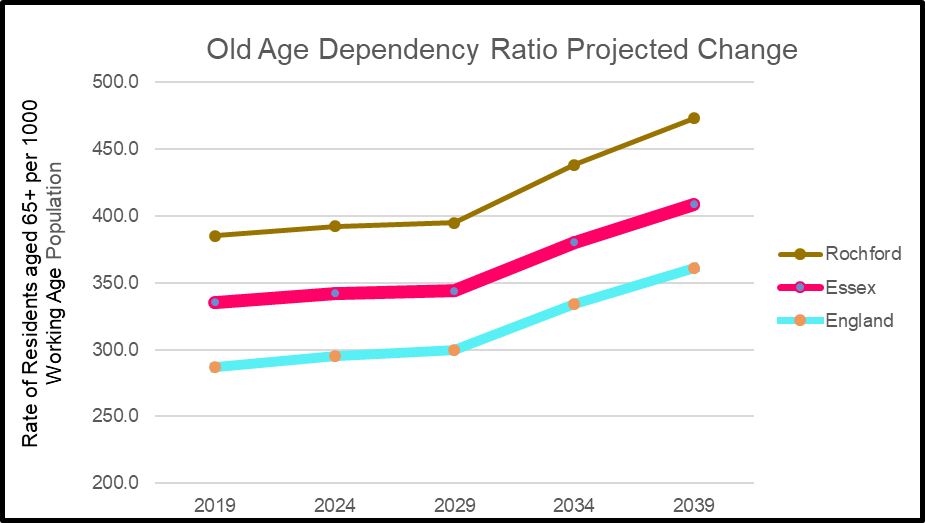 Old Age Dependency Ratio Projected Change
Rate of Residents aged 65+ per 1000
Working Age Population
500.0
450.0
400.0
350.0
300.0
250.0
200.0
2019 2024 2029 2034 2039
Rochford
Essex
England